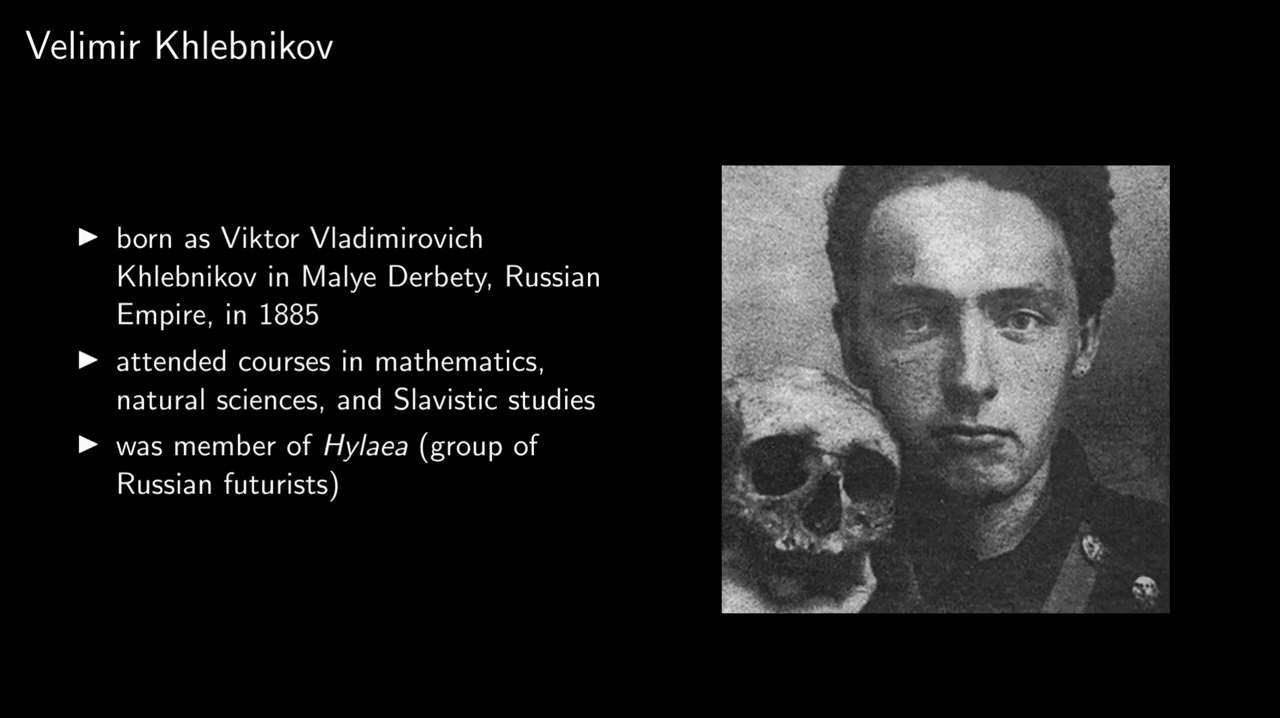 Velimir Khlebnikov
▶ born as Viktor Vladimirovich
Khlebnikov in Malye Derbety, Russian
Empire, in 1885
▶ attended courses in mathematics,
natural sciences, and Slavistic studies
▶ was member of Hylaea (group of
Russian futurists)